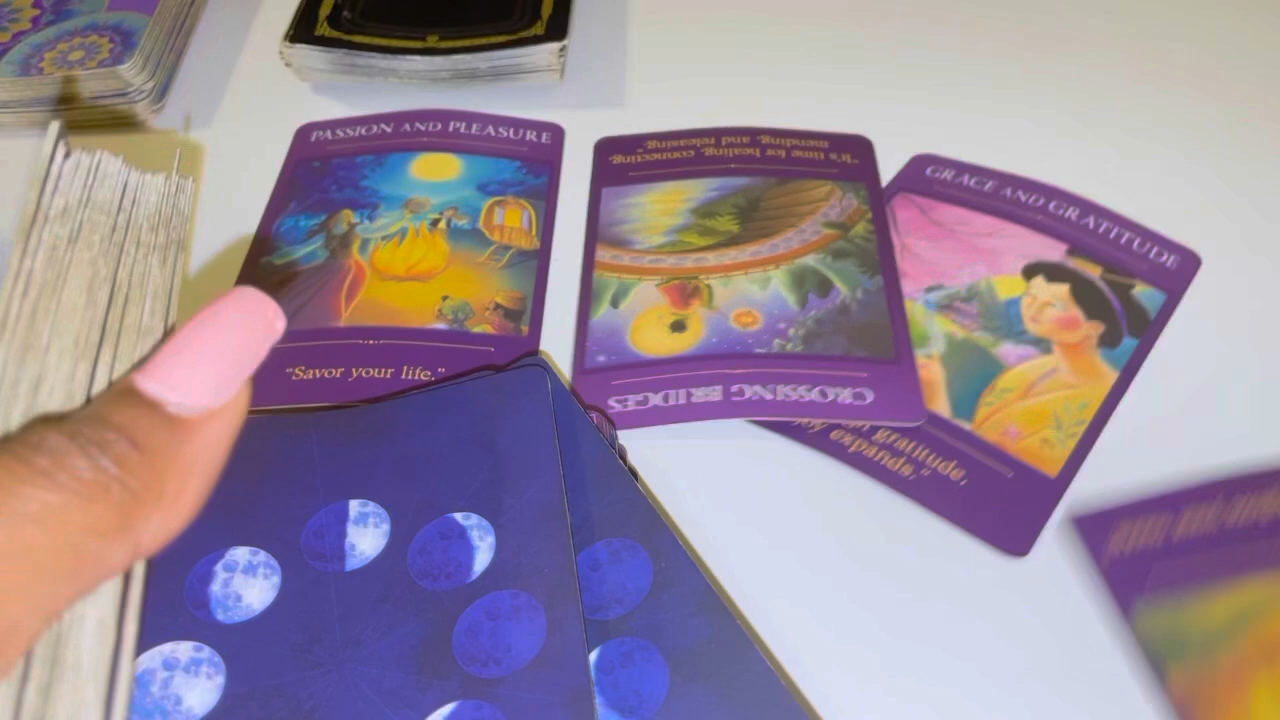 PASSION AND PLEASURE
"Savor your life."
"It's time for healing, connecting,
mending, and releasing."
CROSSING BRIDGES
GRACE AND GRATITUDE
gratitude,
joy expands."